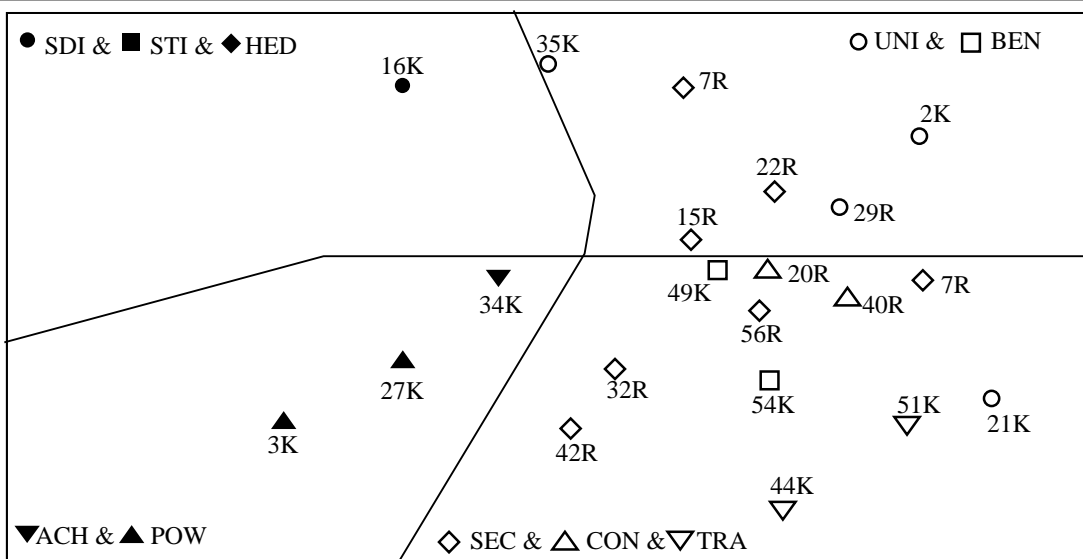 SDI & STI & HED
35K
UNI & BEN
16K
7R
2K
22R
29R
15R
20R
7R
49K
40R
34K
56R
27K
32R
54K
51K
21K
3K
42R
44K
ACH & POW
SEC & CON & TRA